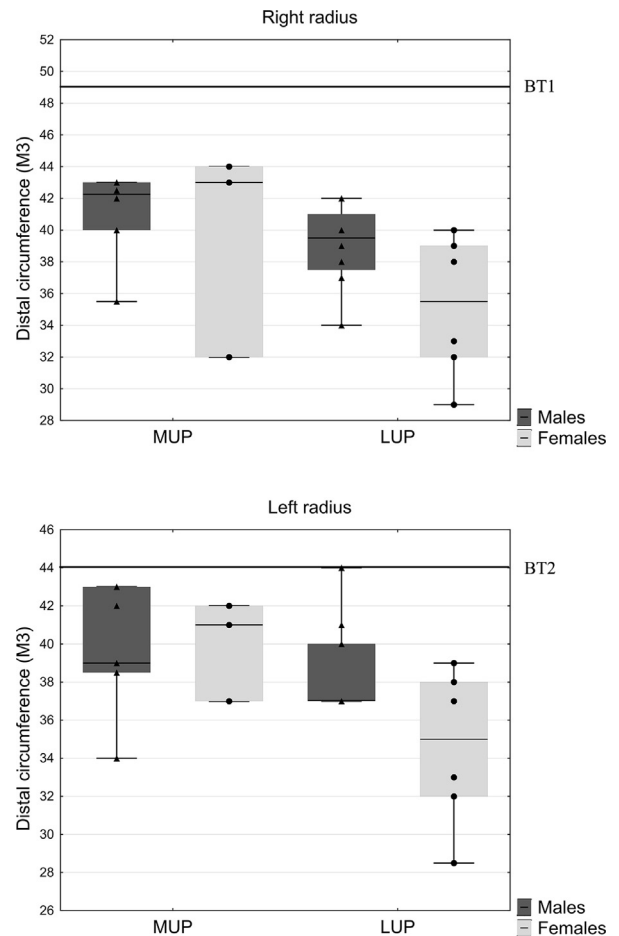 Right radius
52
50
48
46
44
42
40
38
36
34
32
30
28
Distal circumference (M3)
BT1
MUP
LUP
Males
Females
Left radius
46
44
42
40
38
36
34
32
30
28
26
Distal circumference (M3)
BT2
MUP
LUP
Males
Females